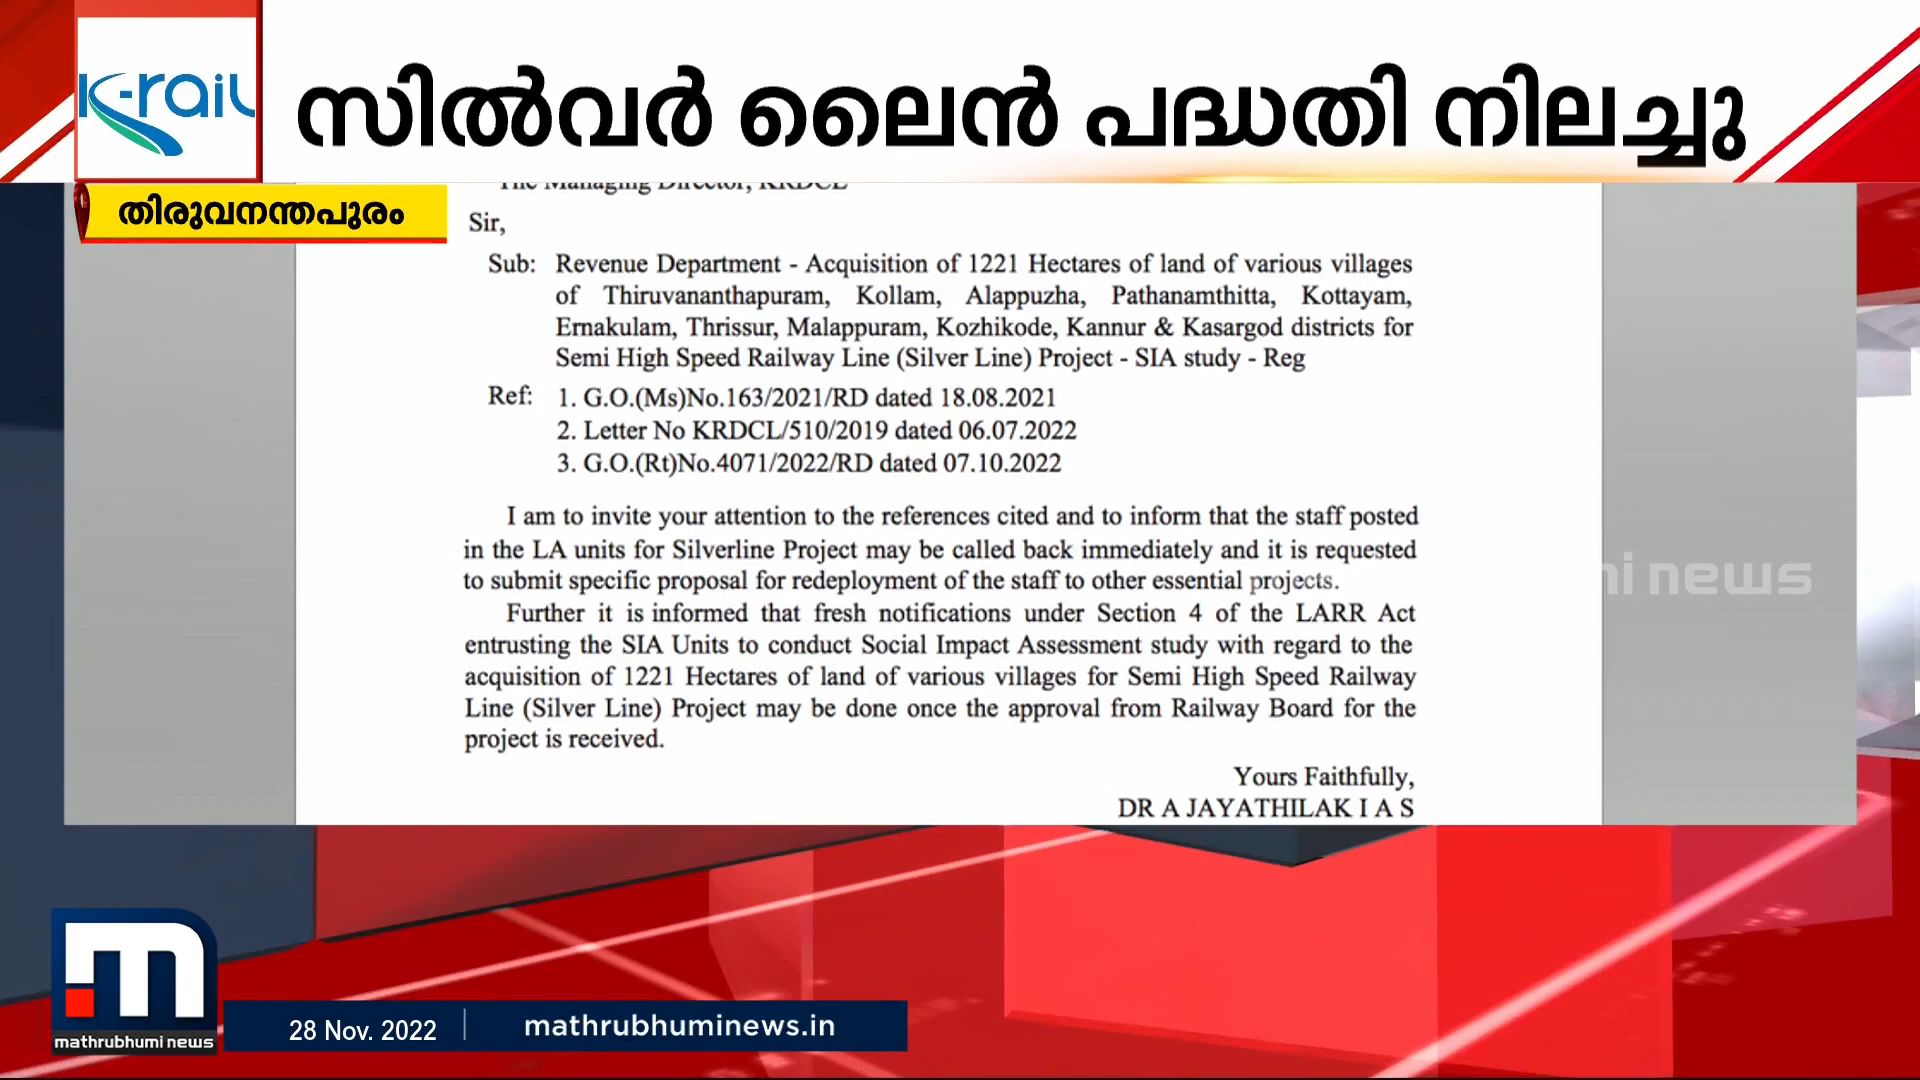 K-rail
സിൽവർ ലൈൻ പദ്ധതി നിലച്ചു
തിരുവനന്തപുരം
The Managing Director, KRDCL
Sir,
Sub: Revenue Department - Acquisition of 1221 Hectares of land of various villages
of Thiruvananthapuram, Kollam, Alappuzha, Pathanamthitta, Kottayam,
Ernakulam, Thrissur, Malappuram, Kozhikode, Kannur & Kasargod districts for
Semi High Speed Railway Line (Silver Line) Project - SIA study - Reg
Ref: 1. G.O.(Ms)No.163/2021/RD dated 18.08.2021
2. Letter No KRDCL/510/2019 dated 06.07.2022
3. G.O.(Rt)No.4071/2022/RD dated 07.10.2022
I am to invite your attention to the references cited and to inform that the staff posted
in the LA units for Silverline Project may be called back immediately and it is requested
to submit specific proposal for redeployment of the staff to other essential projects.
Further it is informed that fresh notifications under Section 4 of the LARR Act
entrusting the SIA Units to conduct Social Impact Assessment study with regard to the
acquisition of 1221 Hectares of land of various villages for Semi High Speed Railway
Line (Silver Line) Project may be done once the approval from Railway Board for the
project is received.
Yours Faithfully,
DR A JAYATHILAK I A S
news
mathrubhumi news
28 Nov. 2022
mathrubhuminews.in